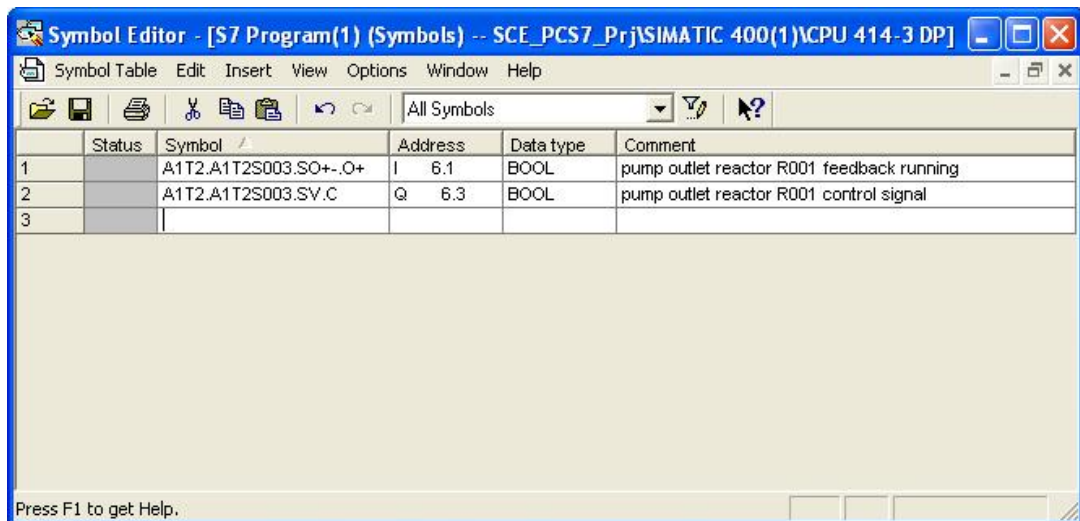 Symbol Editor - [S7 Program(1) (Symbols) -- SCE_PCS7_Prj\SIMATIC 400(1)\CPU 414-3 DP]
Symbol Table Edit Insert View Options Window Help
All Symbols
Status Symbol Address Data type Comment
1 A1T2.A1T2S003.SO+-.O+ I 6.1 BOOL pump outlet reactor R001 feedback running
2 A1T2.A1T2S003.SV.C Q 6.3 BOOL pump outlet reactor R001 control signal
3
Press F1 to get Help.